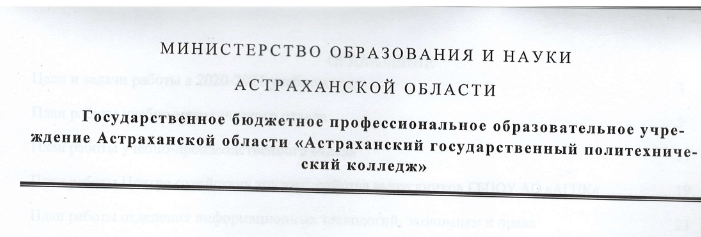 МИНИСТЕРСТВО ОБРАЗОВАНИЯ И НАУКИ
АСТРАХАНСКОЙ ОБЛАСТИ
Государственное бюджетное профессиональное образовательное учре-
ждение Астраханской области «Астраханский государственный политехниче-
ский колледж»